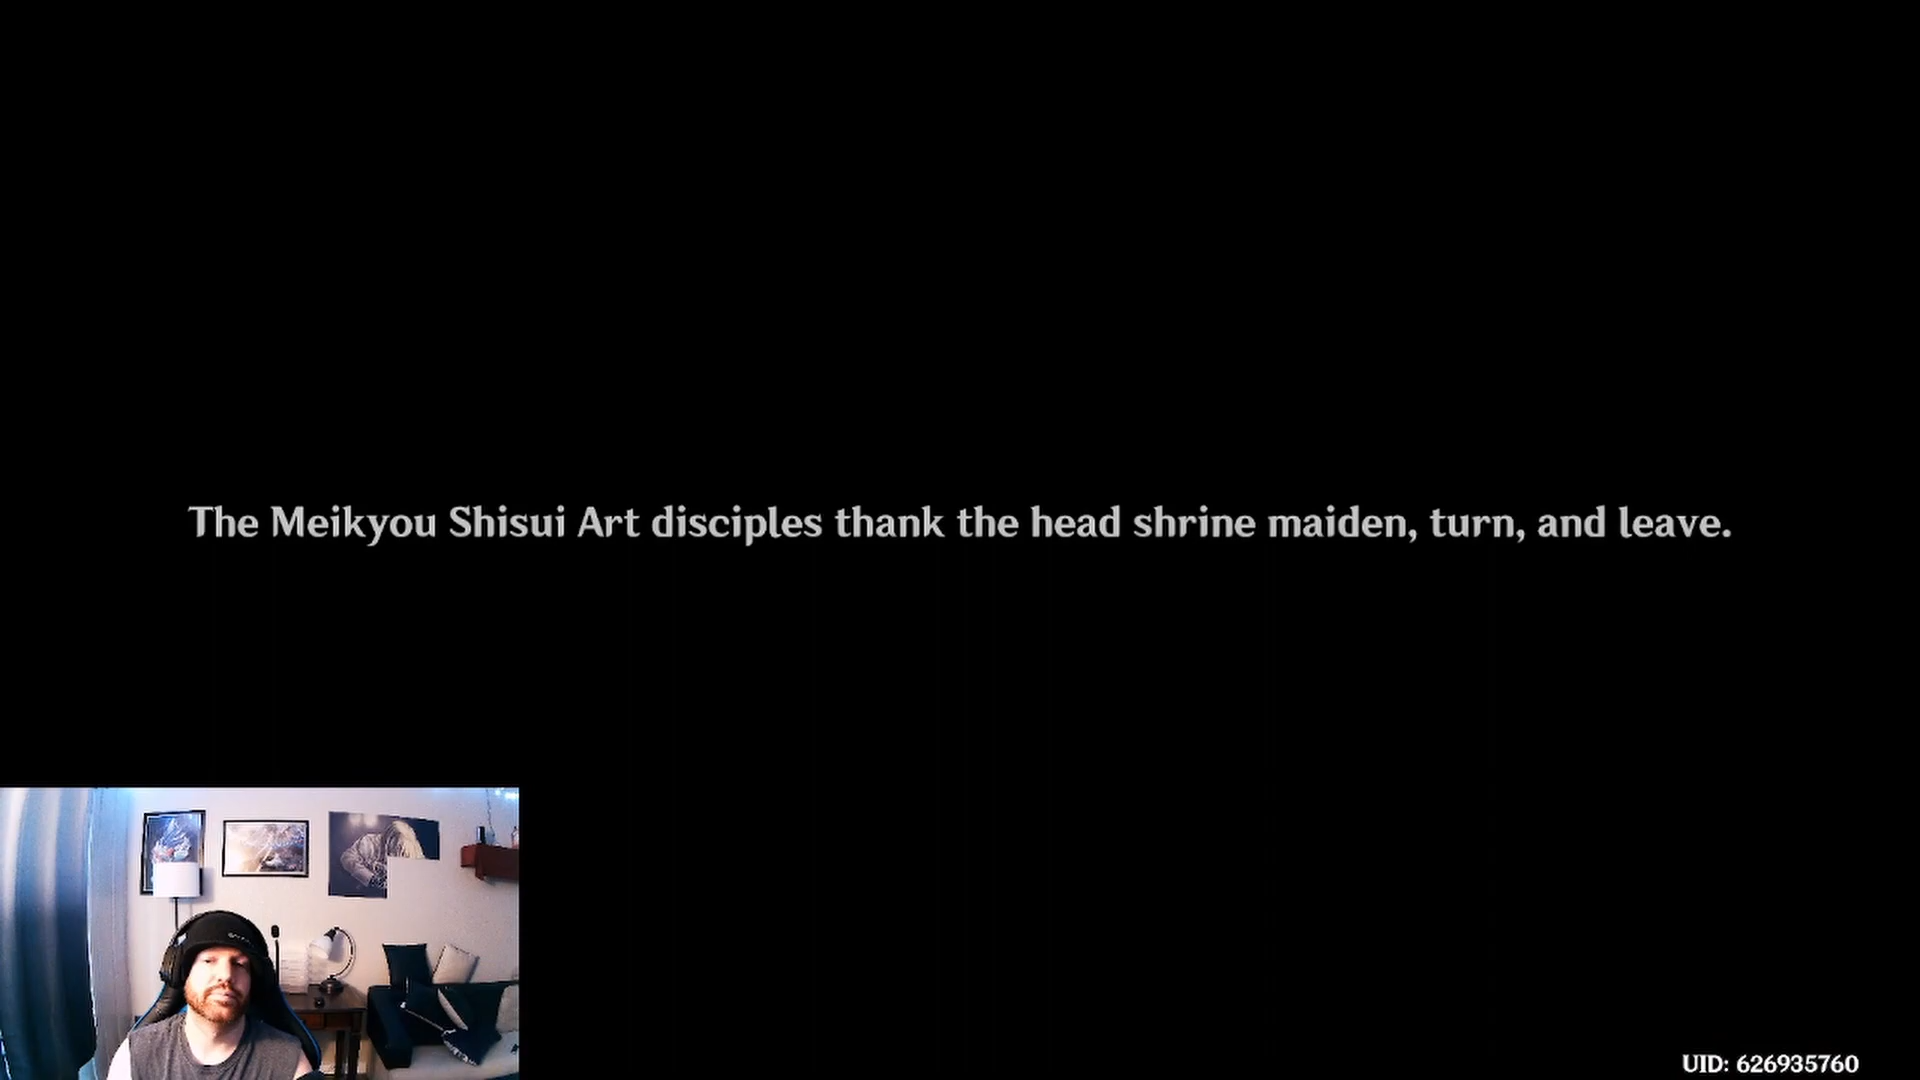 The Meikyou Shisui Art disciples thank the head shrine maiden, turn, and leave.
UID: 626935760